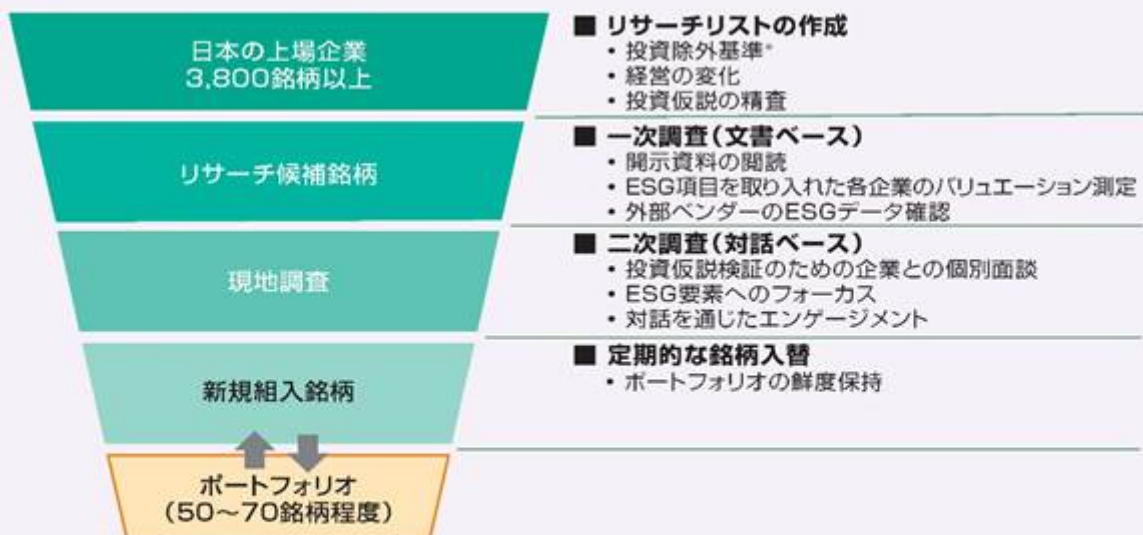 日本の上場企業
3,800銘柄以上
■ リサーチリストの作成
・投資除外基準*
・経営の変化
・投資仮説の精査
リサーチ候補銘柄
■ 一次調査(文書ベース)
・開示資料の閲読
・ESG項目を取り入れた各企業のバリュエーション測定
・外部ベンダーのESGデータ確認
現地調査
■ 二次調査(対話ベース)
・投資仮説検証のための企業との個別面談
・ESG要素へのフォーカス
・対話を通じたエンゲージメント
新規組入銘柄
■ 定期的な銘柄入替
・ポートフォリオの鮮度保持
ポートフォリオ
(50～70銘柄程度)